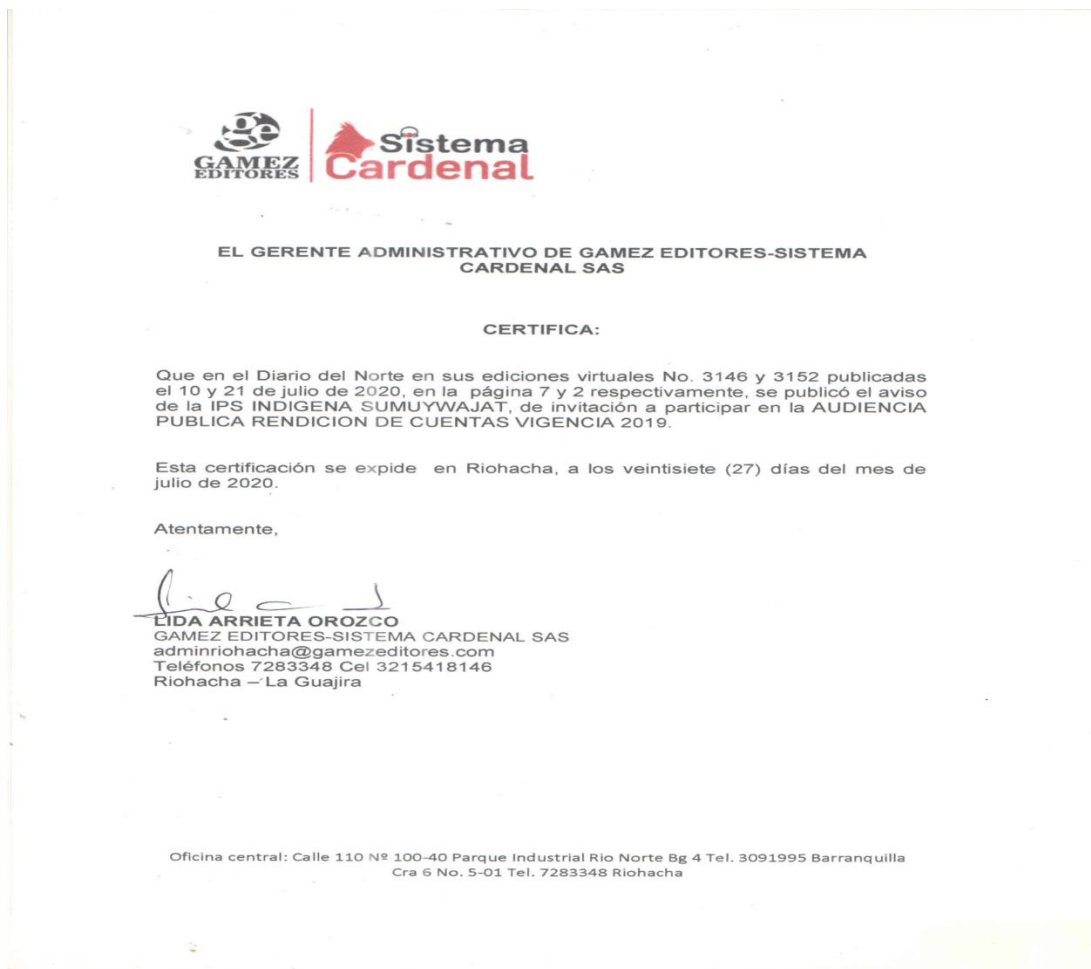 ge
GAMEZ
EDITORES
Sistema
Cardenal
EL GERENTE ADMINISTRATIVO DE GAMEZ EDITORES-SISTEMA
CARDENAL SAS
CERTIFICA:
Que en el Diario del Norte en sus ediciones virtuales No. 3146 y 3152 publicadas
el 10 y 21 de julio de 2020, en la página 7 y 2 respectivamente, se publicó el aviso
de la IPS INDIGENA SUMUYWAJAT, de invitación a participar en la AUDIENCIA
PUBLICA RENDICION DE CUENTAS VIGENCIA 2019.
Esta certificación se expide en Riohacha, a los veintisiete (27) días del mes de
julio de 2020.
Atentamente,
LIDA ARRIETA OROZCO
GAMEZ EDITORES-SISTEMA CARDENAL SAS
adminriohacha@gamezeditores.com
Teléfonos 7283348 Cel 3215418146
Riohacha – La Guajira
Oficina central: Calle 110 Nº 100-40 Parque Industrial Rio Norte Bg 4 Tel. 3091995 Barranquilla
Cra 6 No. 5-01 Tel. 7283348 Riohacha